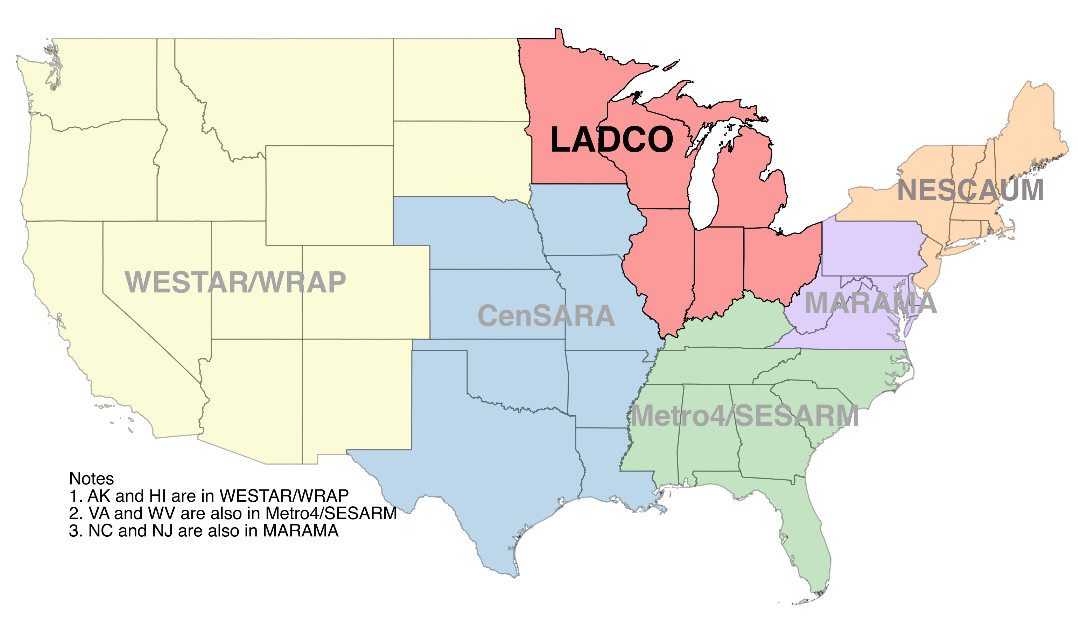 LADCO
NESCAUM
WESTAR/WRAP
MARAMA
CenSARA
Metro4/SESARM
Notes
1. AK and HI are in WESTAR/WRAP
2. VA and WV are also in Metro4/SESARM
3. NC and NJ are also in MARAMA